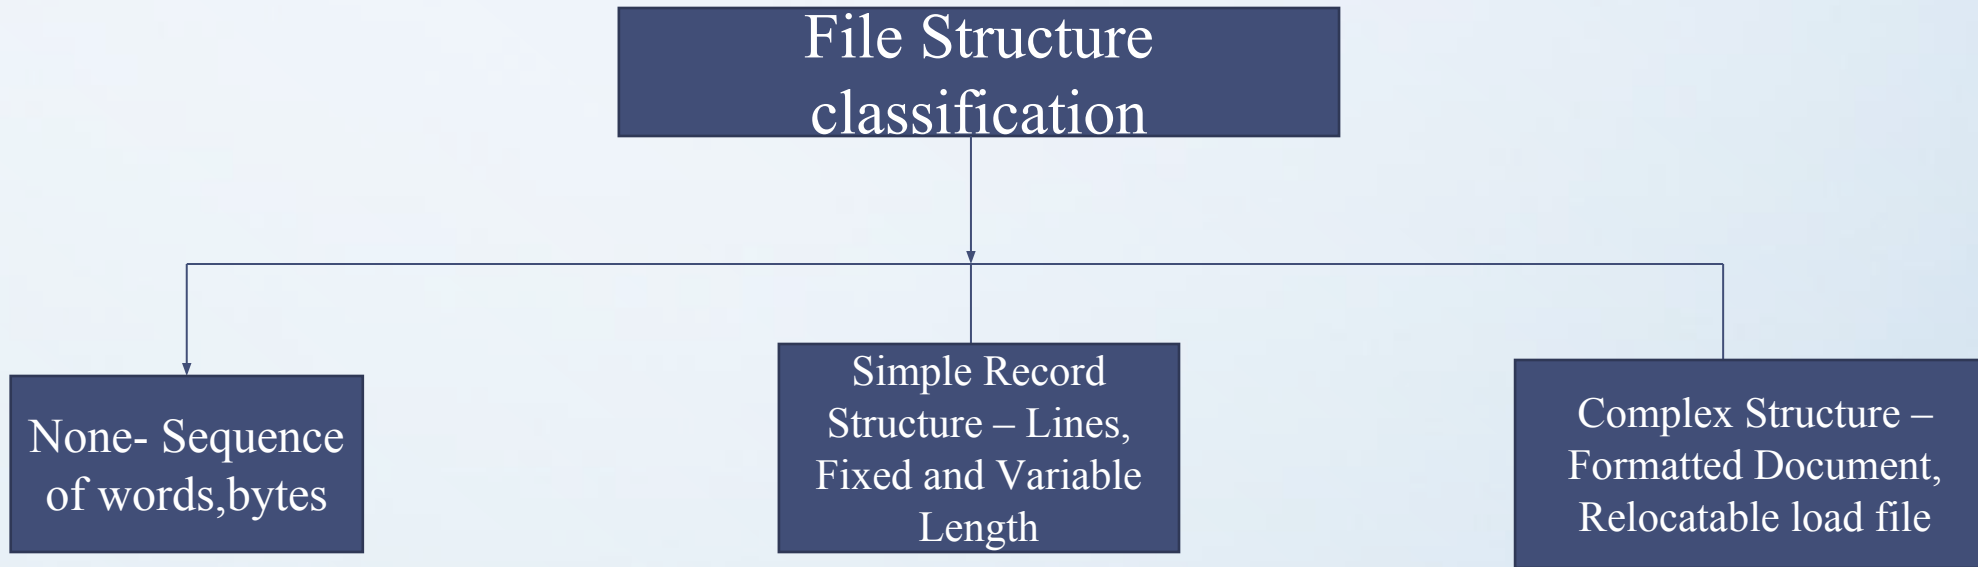 File Structure
classification
None- Sequence
of words,bytes
Simple Record
Structure – Lines,
Fixed and Variable
Length
Complex Structure –
Formatted Document,
Relocatable load file